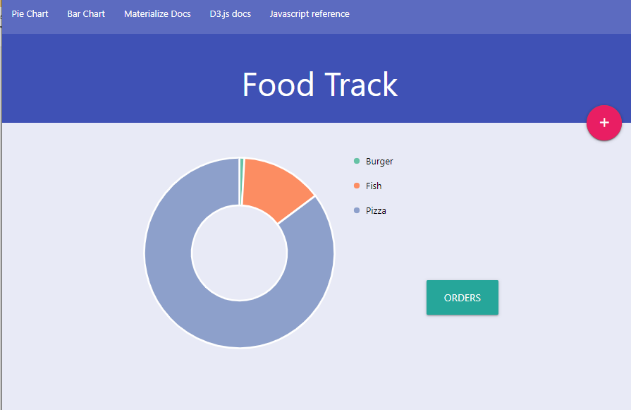 Pie Chart Bar Chart Materialize Docs D3.js docs Javascript reference
Food Track
+
Burger
Fish
Pizza
ORDERS